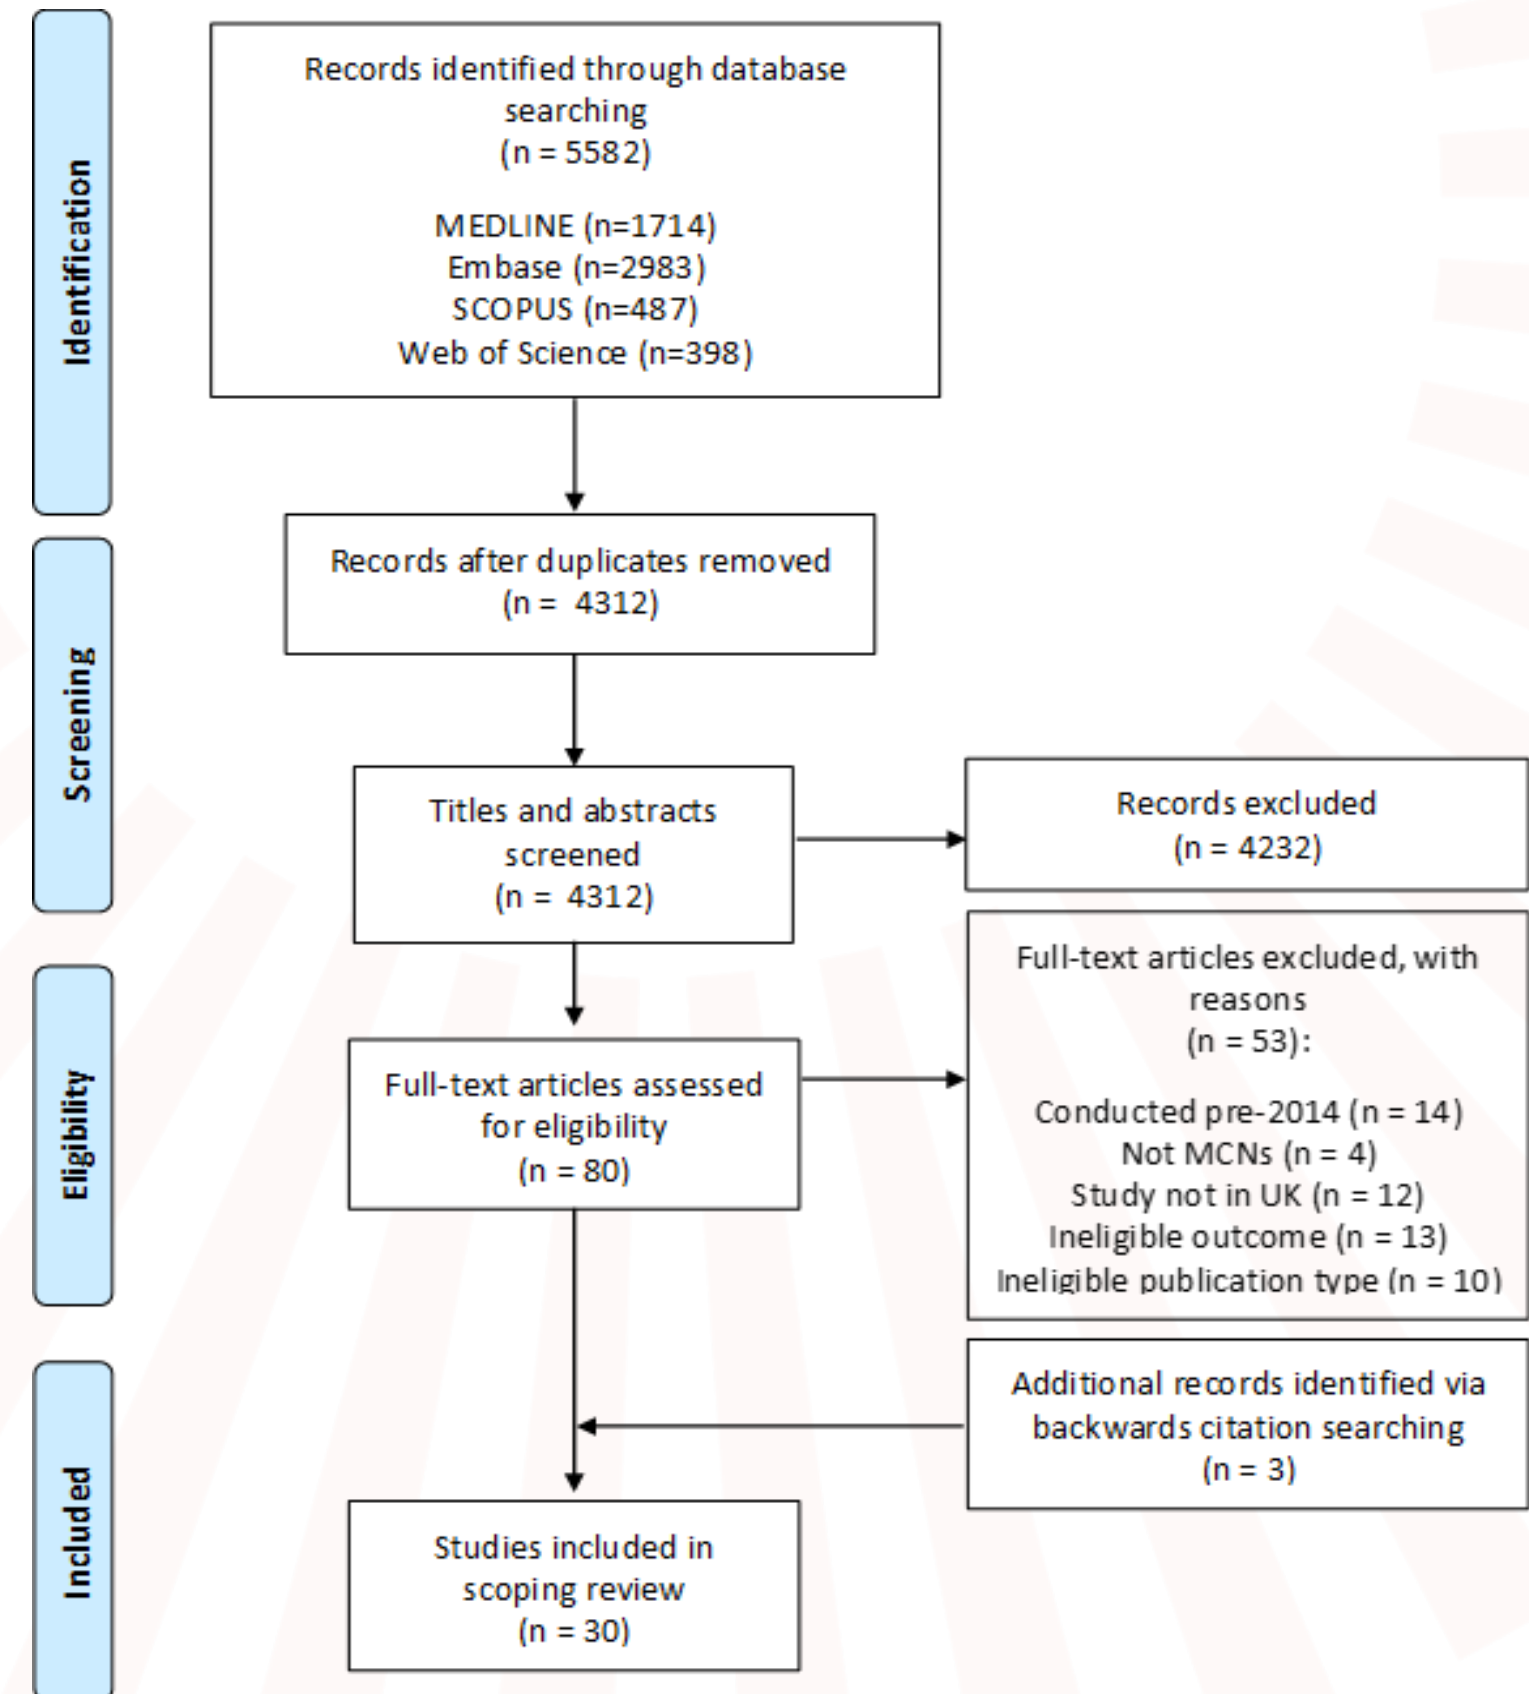 Identification
Records identified through database
searching
(n = 5582)
MEDLINE (n=1714)
Embase (n=2983)
SCOPUS (n=487)
Web of Science (n=398)
Screening
Records after duplicates removed
(n = 4312)
Titles and abstracts
screened
(n = 4312)
Records excluded
(n = 4232)
Eligibility
Full-text articles assessed
for eligibility
(n = 80)
Full-text articles excluded, with
reasons
(n = 53):
Conducted pre-2014 (n = 14)
Not MCNs (n = 4)
Study not in UK (n = 12)
Ineligible outcome (n = 13)
Ineligible publication type (n = 10)
Included
Additional records identified via
backwards citation searching
(n = 3)
Studies included in
scoping review
(n = 30)